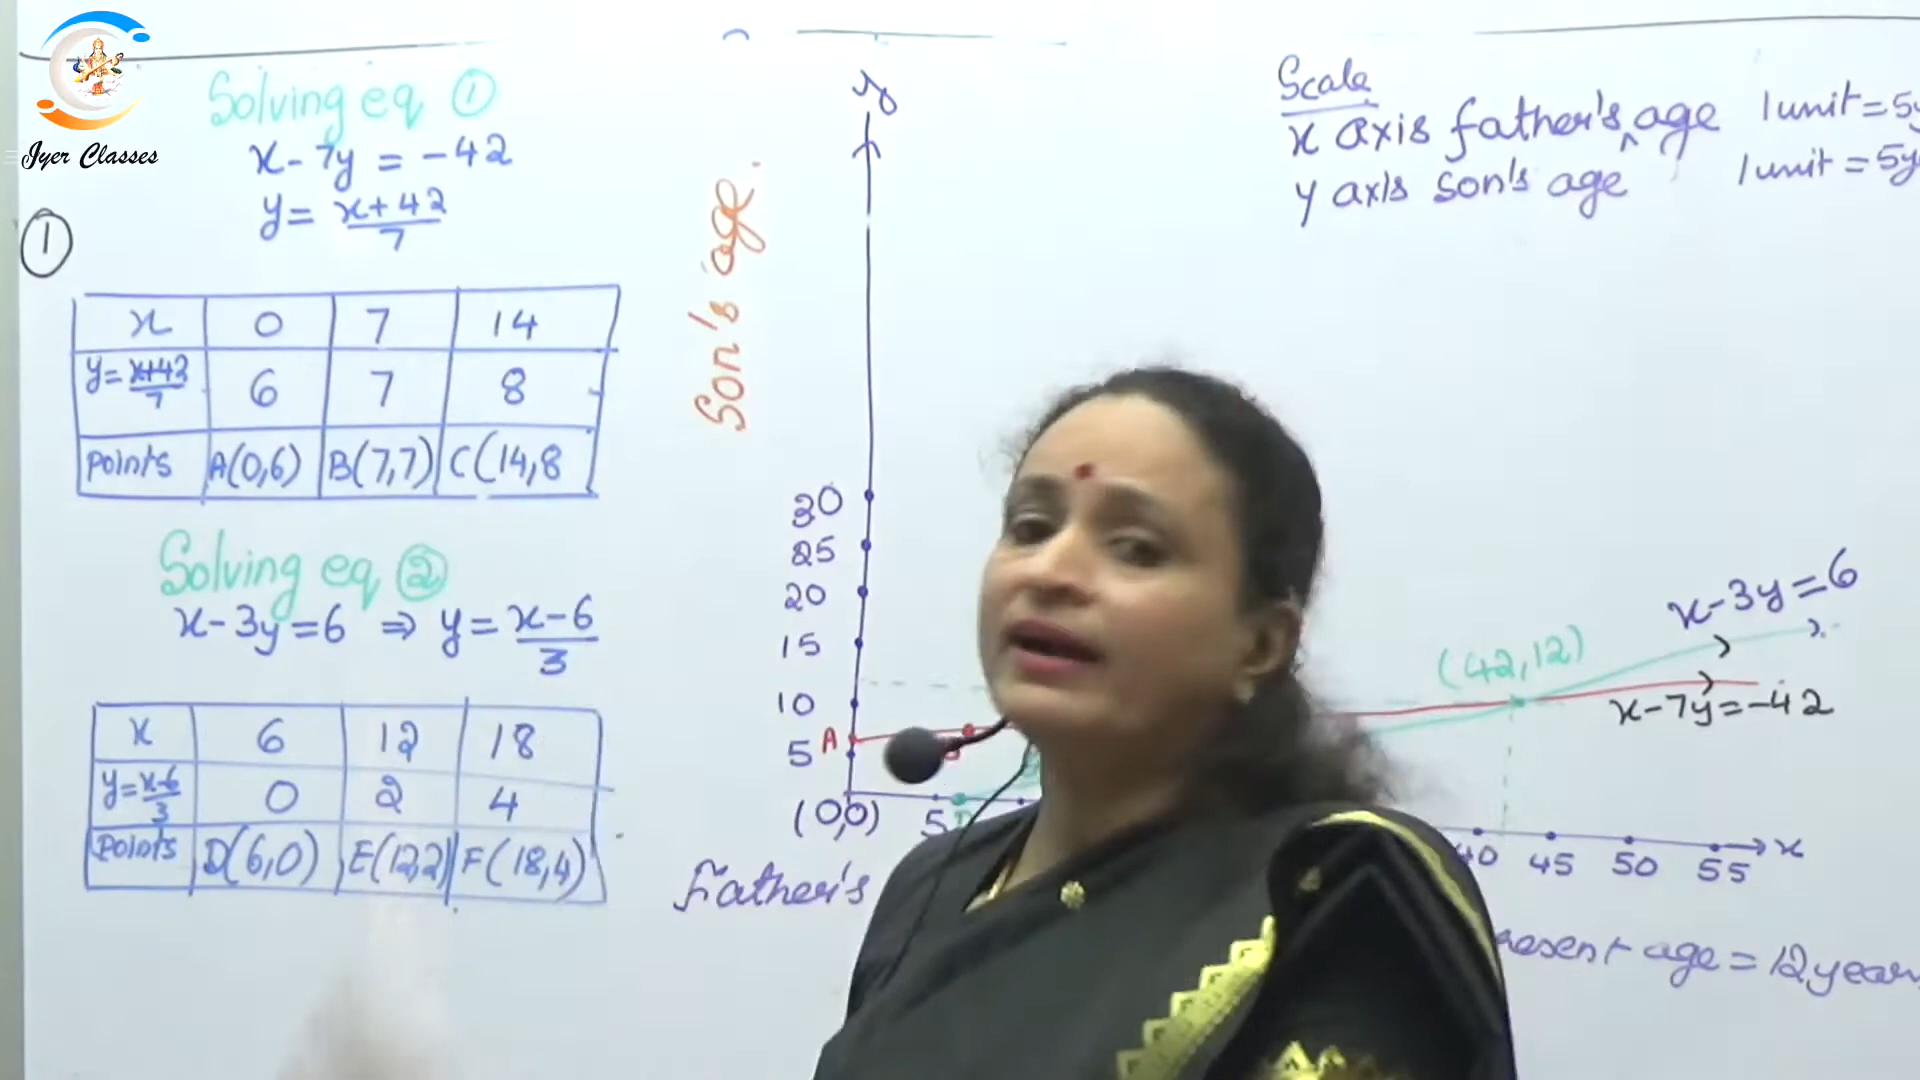 Iyer Classes
Solving eq ①
x - 7y = -42
y = x+42/7
①
x 0 7 14
y = x+42/7 6 7 8
points A(0,6) B(7,7) C(14,8
Solving eq ②
x - 3y = 6 ⇒ y = x-6/3
x 6 12 18
y = x-6/3 0 2 4
points D(6,0) E(12,2) F(18,4)
y
Son's age.
30
25
20
15
10
5
A
(0,0) 5 D 40 45 50 55 x
Father's
Scale
x axis father's age 1 unit = 5y
y axis son's age 1 unit = 5y
x - 3y = 6
(42,12)
x - 7y = -42
resent age = 12 years